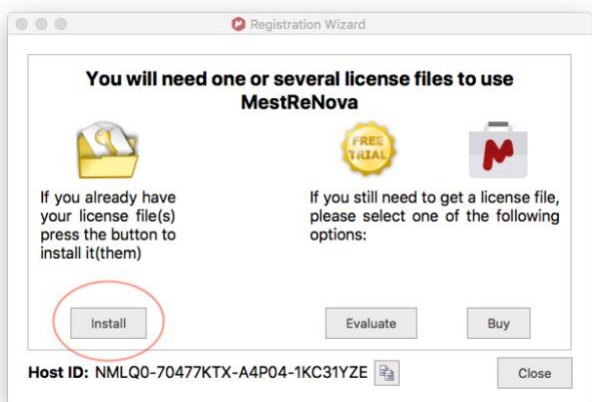 Registration Wizard
You will need one or several license files to use
MestReNova
If you already have
your license file(s)
press the button to
install it(them)
FREE
TRIAL
If you still need to get a license file,
please select one of the following
options:
Install
Evaluate
Buy
Host ID: NMLQ0-70477KTX-A4P04-1KC31YZE
Close